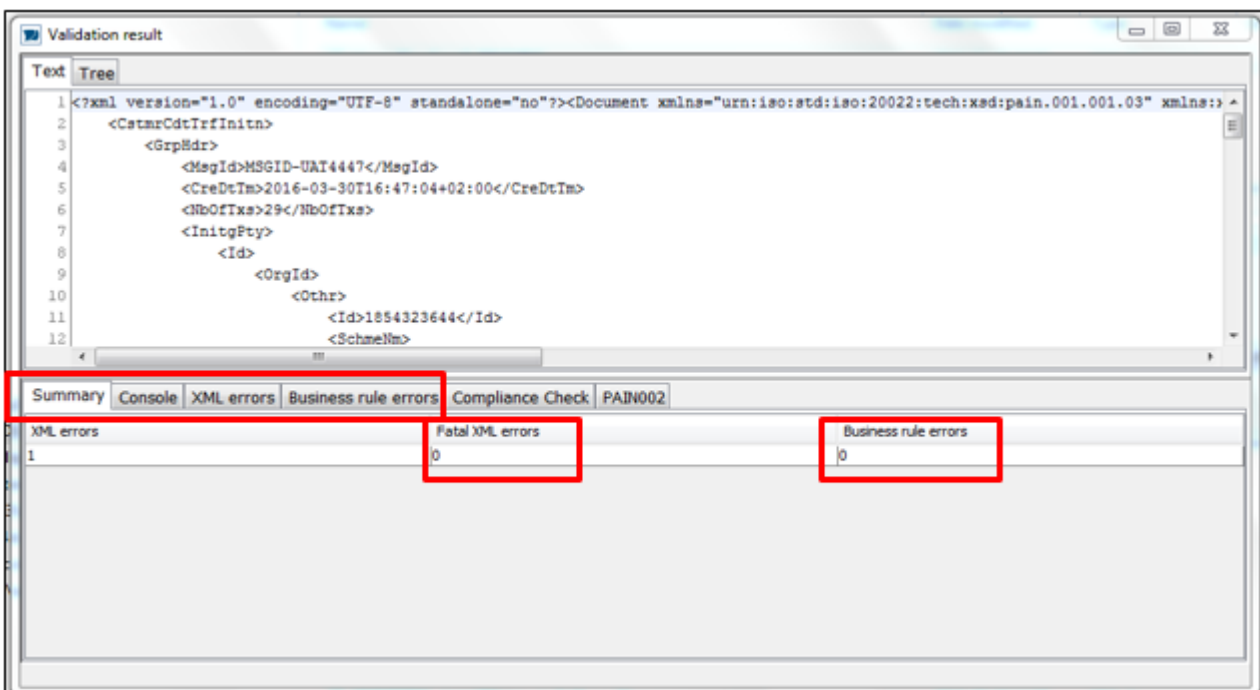 Validation result
Text Tree
1 <?xml version="1.0" encoding="UTF-8" standalone="no"?><Document xmlns="urn:iso:std:iso:20022:tech:xsd:pain.001.001.03" xmlns:
2 <CstmrCdtTrfInitn>
3 <GrpHdr>
4 <MsgId>MSGID-UAT4447</MsgId>
5 <CreDtTm>2016-03-30T16:47:04+02:00</CreDtTm>
6 <NbOfTxs>29</NbOfTxs>
7 <InitgPty>
8 <Id>
9 <OrgId>
10 <Othr>
11 <Id>1854323644</Id>
12 <SchmeNm>
Summary Console XML errors Business rule errors Compliance Check PAIN002
XML errors Fatal XML errors Business rule errors
1 0 0